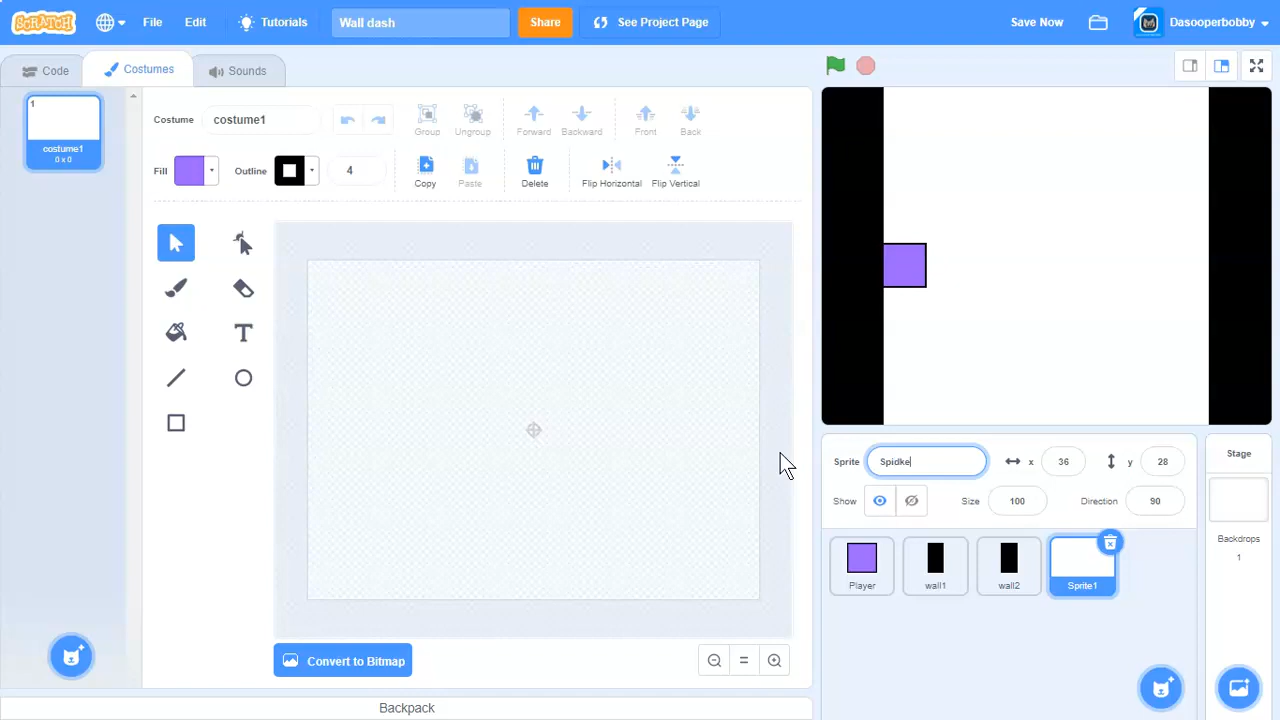 SCRATCH File Edit Tutorials Wall dash Share See Project Page Save Now Dasooperbobby
Code Costumes Sounds
1
costume1
0 x 0
Costume costume1 Group Ungroup Forward Backward Front Back
Fill Outline 4 Copy Paste Delete Flip Horizontal Flip Vertical
T
Convert to Bitmap
Backpack
Sprite Spidke x 36 y 28
Show Size 100 Direction 90
Player wall1 wall2 Sprite1
Stage
Backdrops
1